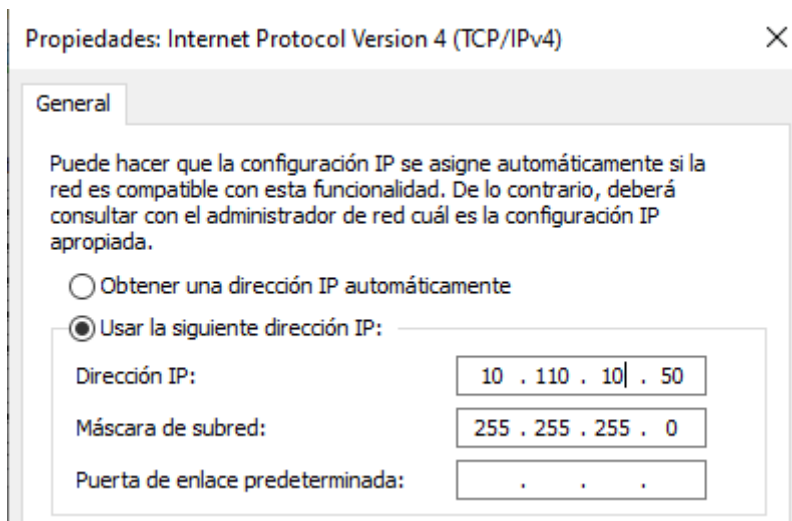 Propiedades: Internet Protocol Version 4 (TCP/IPv4)
General
Puede hacer que la configuración IP se asigne automáticamente si la
red es compatible con esta funcionalidad. De lo contrario, deberá
consultar con el administrador de red cuál es la configuración IP
apropiada.
Obtener una dirección IP automáticamente
Usar la siguiente dirección IP:
Dirección IP: 10 . 110 . 10 . 50
Máscara de subred: 255 . 255 . 255 . 0
Puerta de enlace predeterminada: . . .